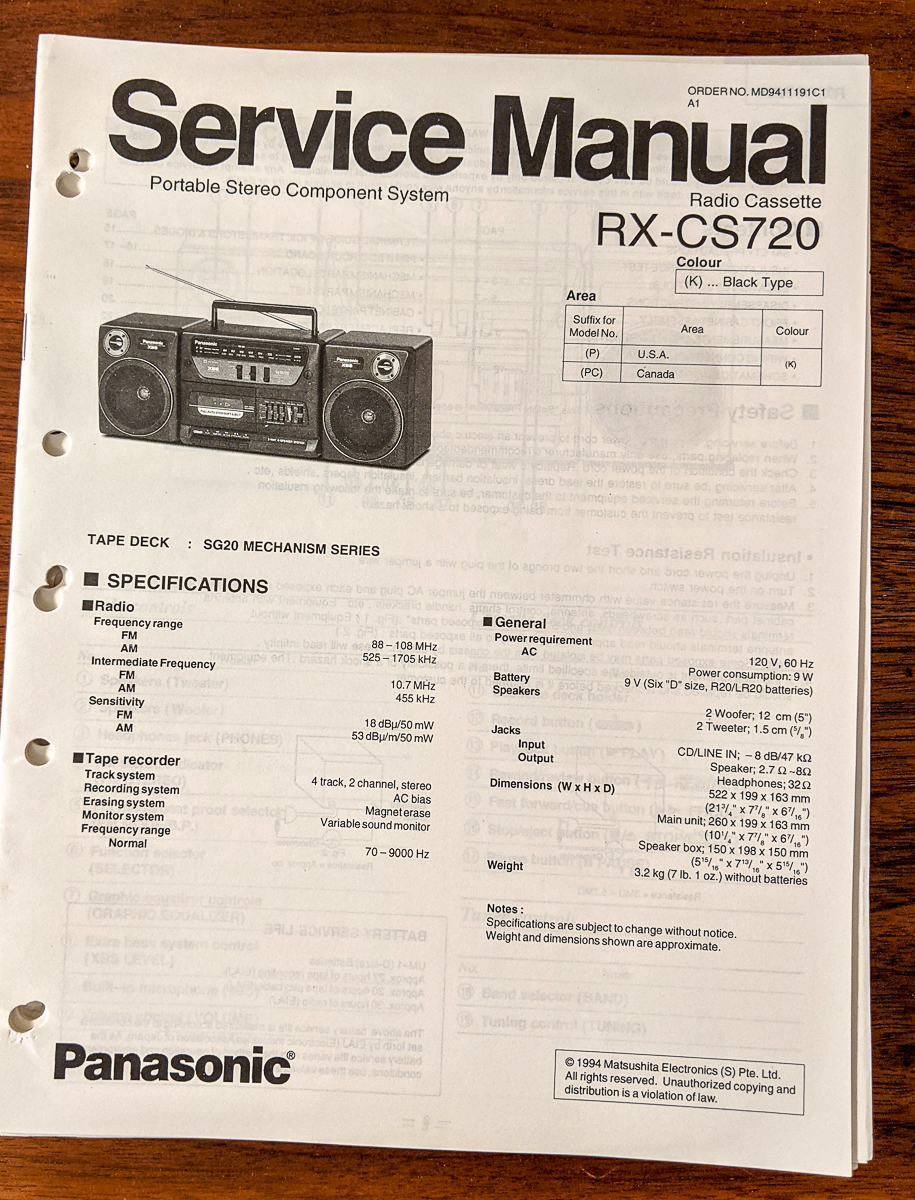 ORDER NO. MD9411191C1
A1
Service Manual
Portable Stereo Component System
Radio Cassette
RX-CS720
Colour
(K) ... Black Type
Area
Suffix for Model No. Area Colour
(P) U.S.A. (K)
(PC) Canada
Panasonic
XBS
Panasonic
Panasonic
XBS
TAPE DECK : SG20 MECHANISM SERIES
■ SPECIFICATIONS
■Radio
Frequency range
FM 88 – 108 MHz
AM 525 – 1705 kHz
Intermediate Frequency
FM 10.7 MHz
AM 455 kHz
Sensitivity
FM 18 dBµ/50 mW
AM 53 dBµ/m/50 mW
■Tape recorder
Track system 4 track, 2 channel, stereo
Recording system AC bias
Erasing system Magnet erase
Monitor system Variable sound monitor
Frequency range
Normal 70 – 9000 Hz
■General
Power requirement
AC 120 V, 60 Hz
Power consumption: 9 W
Battery 9 V (Six "D" size, R20/LR20 batteries)
Speakers
2 Woofer; 12 cm (5")
2 Tweeter; 1.5 cm (5/8")
Jacks
Input CD/LINE IN; – 8 dB/47 kΩ
Output Speaker; 2.7 Ω ~8Ω
Headphones; 32Ω
Dimensions (W x H x D) 522 x 199 x 163 mm
(21 3/4" x 7 7/8" x 6 7/16")
Main unit; 260 x 199 x 163 mm
(10 1/4" x 7 7/8" x 6 7/16")
Speaker box; 150 x 198 x 150 mm
(5 15/16" x 7 13/16" x 5 15/16")
Weight 3.2 kg (7 lb. 1 oz.) without batteries
Notes :
Specifications are subject to change without notice.
Weight and dimensions shown are approximate.
Panasonic®
© 1994 Matsushita Electronics (S) Pte. Ltd.
All rights reserved. Unauthorized copying and
distribution is a violation of law.